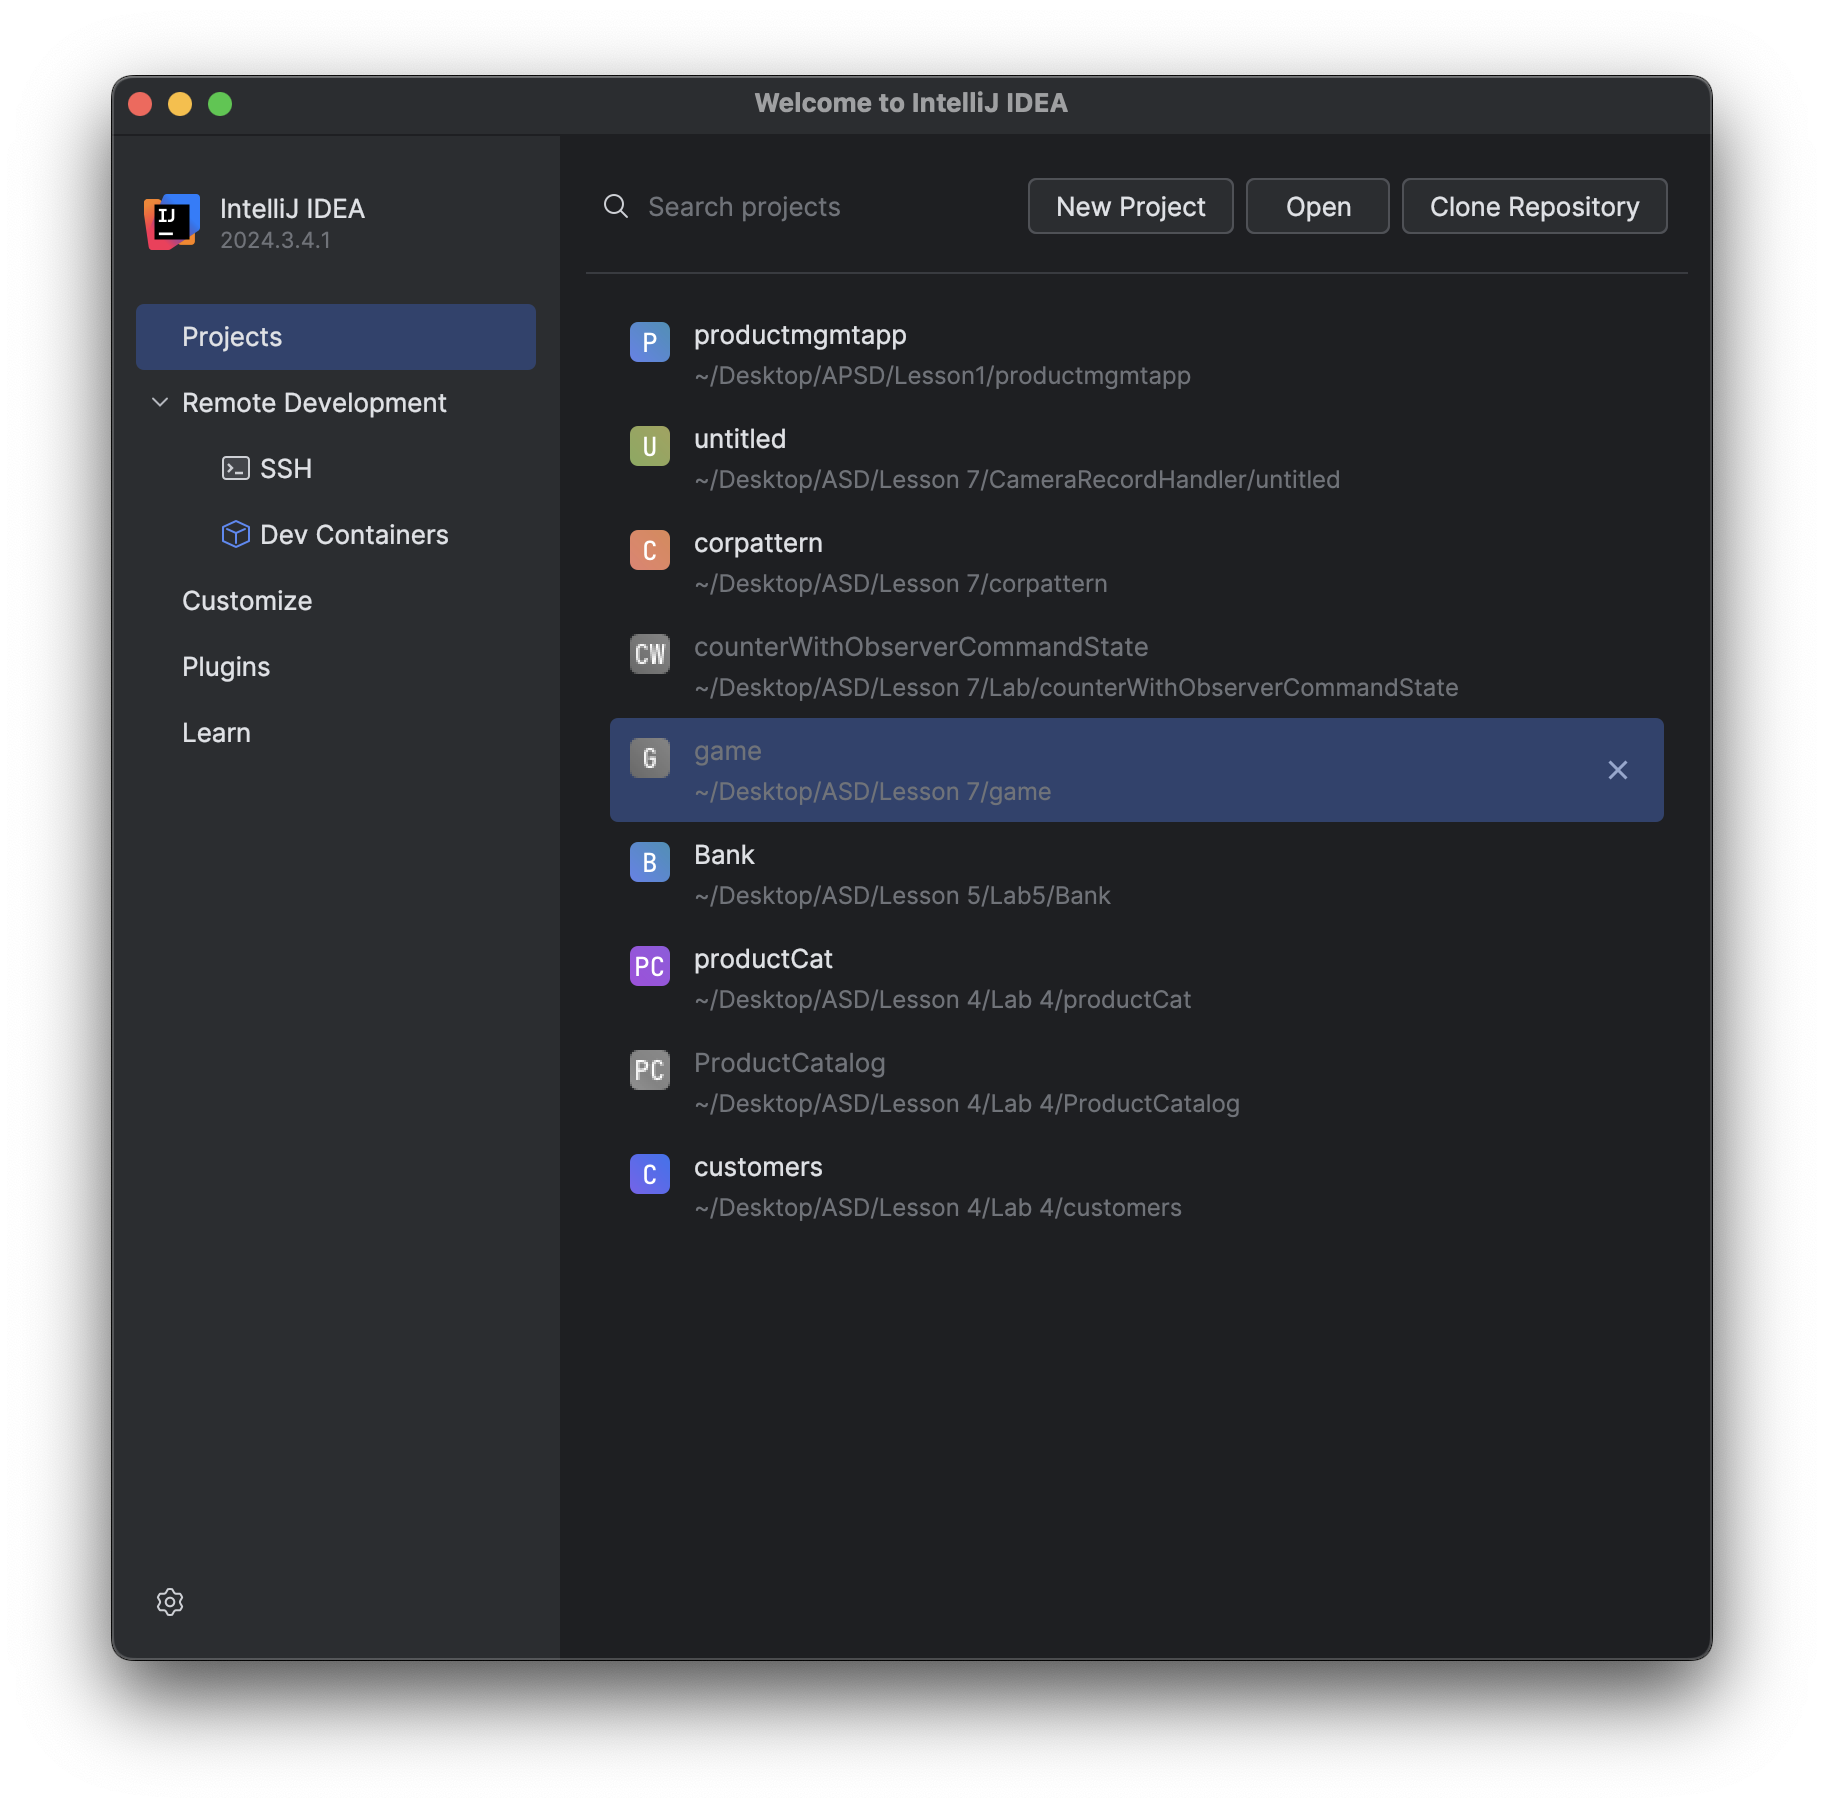 Welcome to IntelliJ IDEA
IJ
IntelliJ IDEA
2024.3.4.1
Projects
Remote Development
SSH
Dev Containers
Customize
Plugins
Learn
Search projects
New Project
Open
Clone Repository
P
productmgmtapp
~/Desktop/APSD/Lesson1/productmgmtapp
U
untitled
~/Desktop/ASD/Lesson 7/CameraRecordHandler/untitled
C
corpattern
~/Desktop/ASD/Lesson 7/corpattern
CW
counterWithObserverCommandState
~/Desktop/ASD/Lesson 7/Lab/counterWithObserverCommandState
G
game
~/Desktop/ASD/Lesson 7/game
B
Bank
~/Desktop/ASD/Lesson 5/Lab5/Bank
PC
productCat
~/Desktop/ASD/Lesson 4/Lab 4/productCat
PC
ProductCatalog
~/Desktop/ASD/Lesson 4/Lab 4/ProductCatalog
C
customers
~/Desktop/ASD/Lesson 4/Lab 4/customers